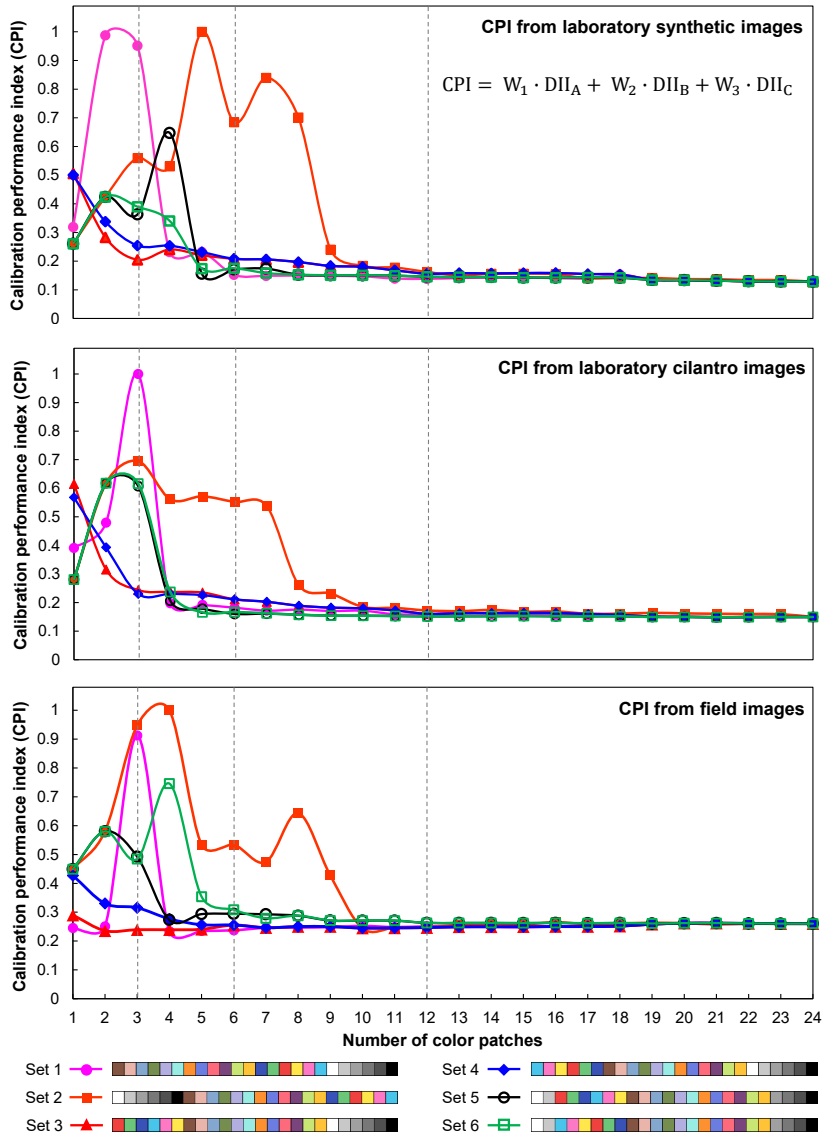 CPI from laboratory synthetic images
CPI = W₁ · DII_A + W₂ · DII_B + W₃ · DII_C
Calibration performance index (CPI)
1
0.9
0.8
0.7
0.6
0.5
0.4
0.3
0.2
0.1
0
CPI from laboratory cilantro images
Calibration performance index (CPI)
1
0.9
0.8
0.7
0.6
0.5
0.4
0.3
0.2
0.1
0
CPI from field images
Calibration performance index (CPI)
1
0.9
0.8
0.7
0.6
0.5
0.4
0.3
0.2
0.1
0
1 2 3 4 5 6 7 8 9 10 11 12 13 14 15 16 17 18 19 20 21 22 23 24
Number of color patches
Set 1
Set 2
Set 3
Set 4
Set 5
Set 6